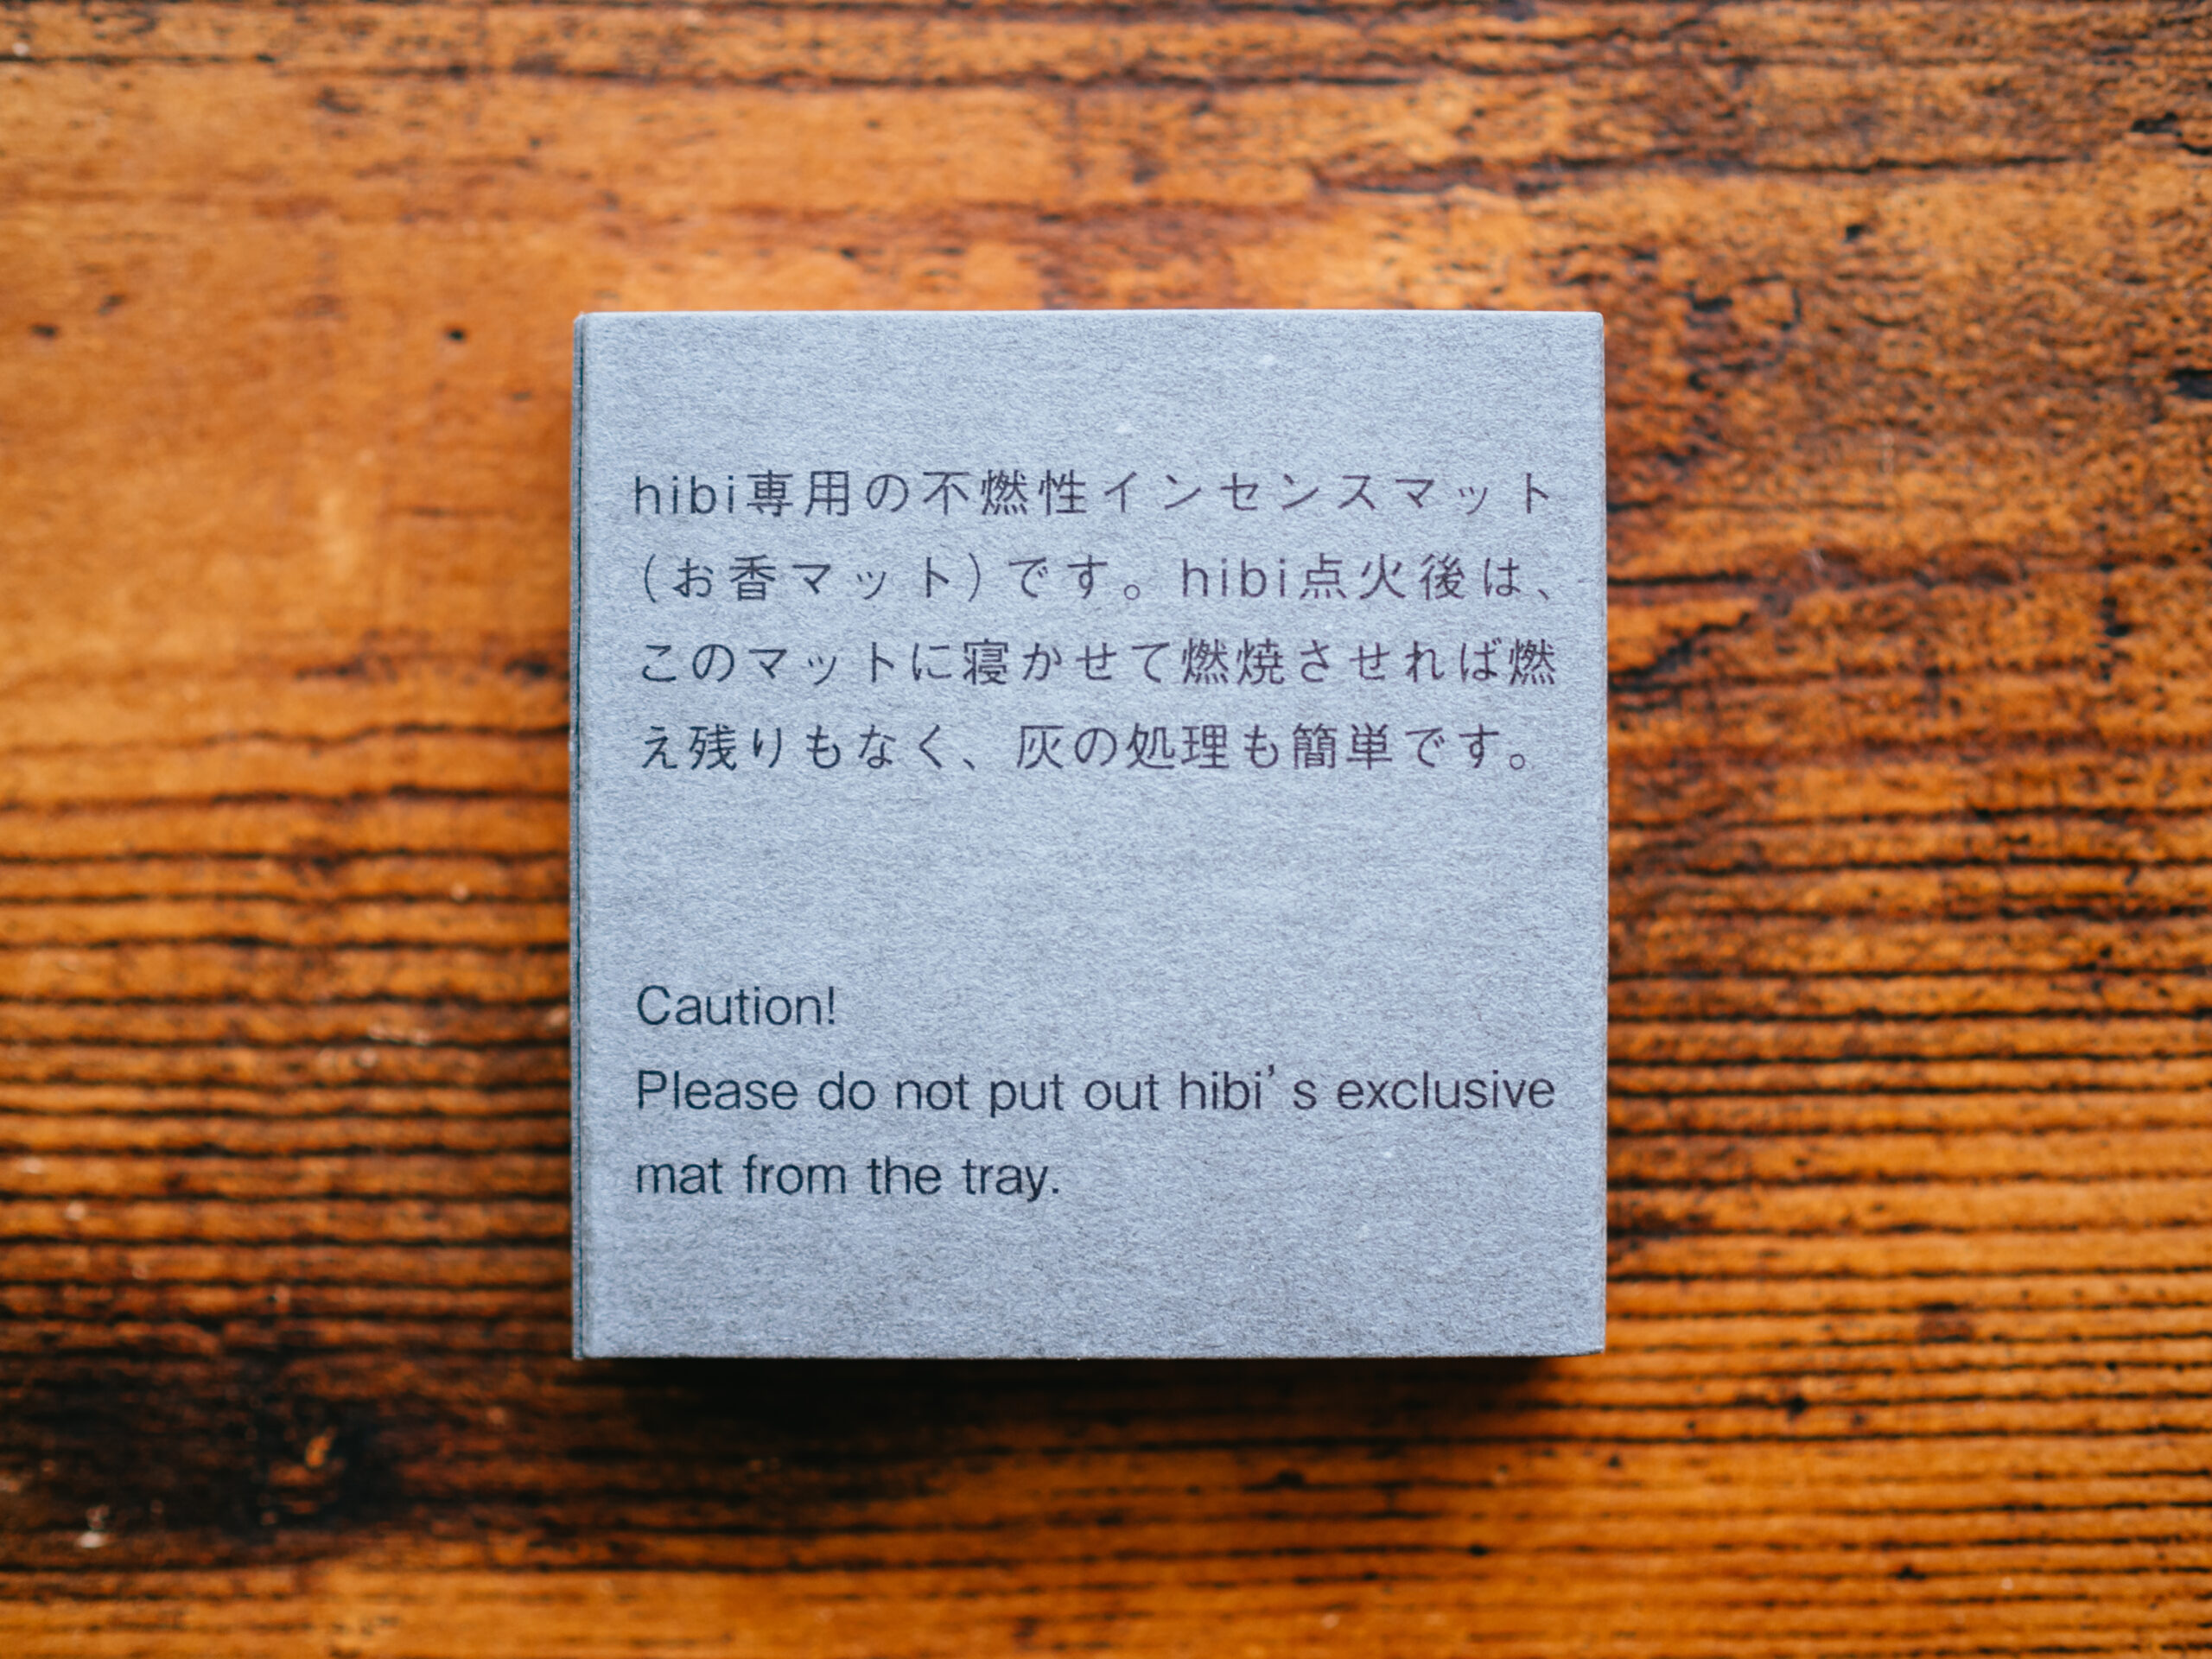 hibi専用の不燃性インセンスマット
(お香マット)です。hibi点火後は、
このマットに寝かせて燃焼させれば燃
え残りもなく、灰の処理も簡単です。
Caution!
Please do not put out hibi’s exclusive
mat from the tray.